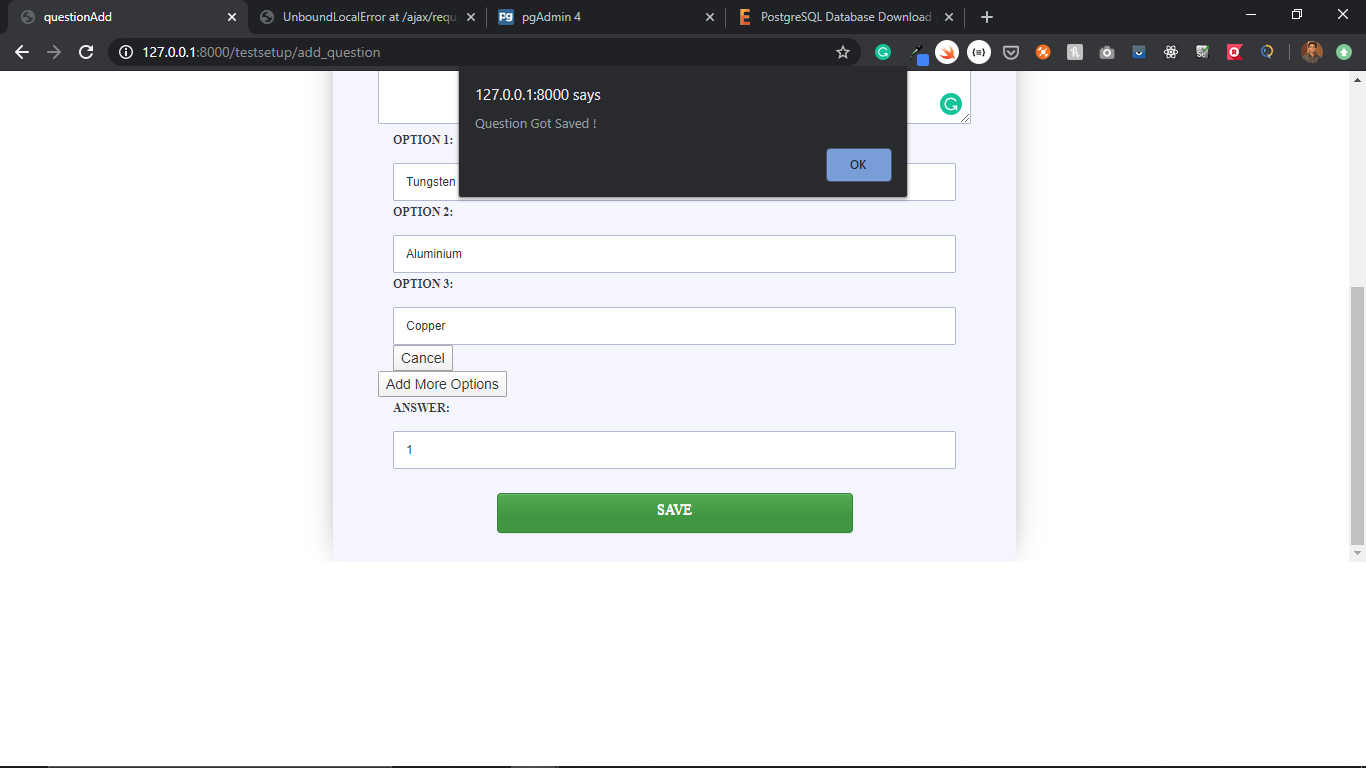 questionAdd
UnboundLocalError at /ajax/requ
pgAdmin 4
PostgreSQL Database Download
127.0.0.1:8000/testsetup/add_question
127.0.0.1:8000 says
Question Got Saved !
OK
OPTION 1:
Tungsten
OPTION 2:
Aluminium
OPTION 3:
Copper
Cancel
Add More Options
ANSWER:
1
SAVE